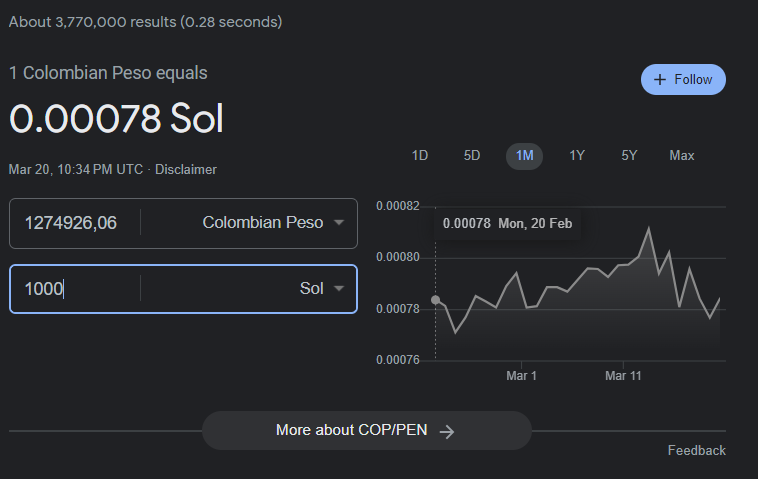 About 3,770,000 results (0.28 seconds)
1 Colombian Peso equals
+ Follow
0.00078 Sol
Mar 20, 10:34 PM UTC · Disclaimer
1D 5D 1M 1Y 5Y Max
1274926,06 Colombian Peso
1000 Sol
0.00082
0.00078 Mon, 20 Feb
0.00080
0.00078
0.00076
Mar 1 Mar 11
More about COP/PEN →
Feedback